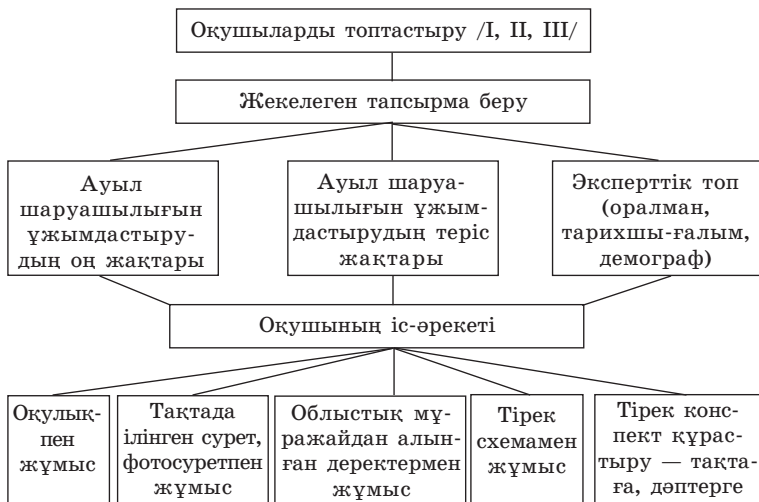 Оқушыларды топтастыру /I, II, III/
Жекелеген тапсырма беру
Ауыл
шаруашылығын
ұжымдастыру-
дың оң жақтары
Ауыл шаруа-
шылығын ұжым-
дастырудың теріс
жақтары
Эксперттік топ
(оралман,
тарихшы-ғалым,
демограф)
Оқушының іс-әрекеті
Оқулық-
пен
жұмыс
Тақтада
ілінген сурет,
фотосуретпен
жұмыс
Облыстық мұ-
ражайдан алын-
ған деректермен
жұмыс
Тірек
схемамен
жұмыс
Тірек конс-
пект құрас-
тыру — тақта-
ға, дәптерге